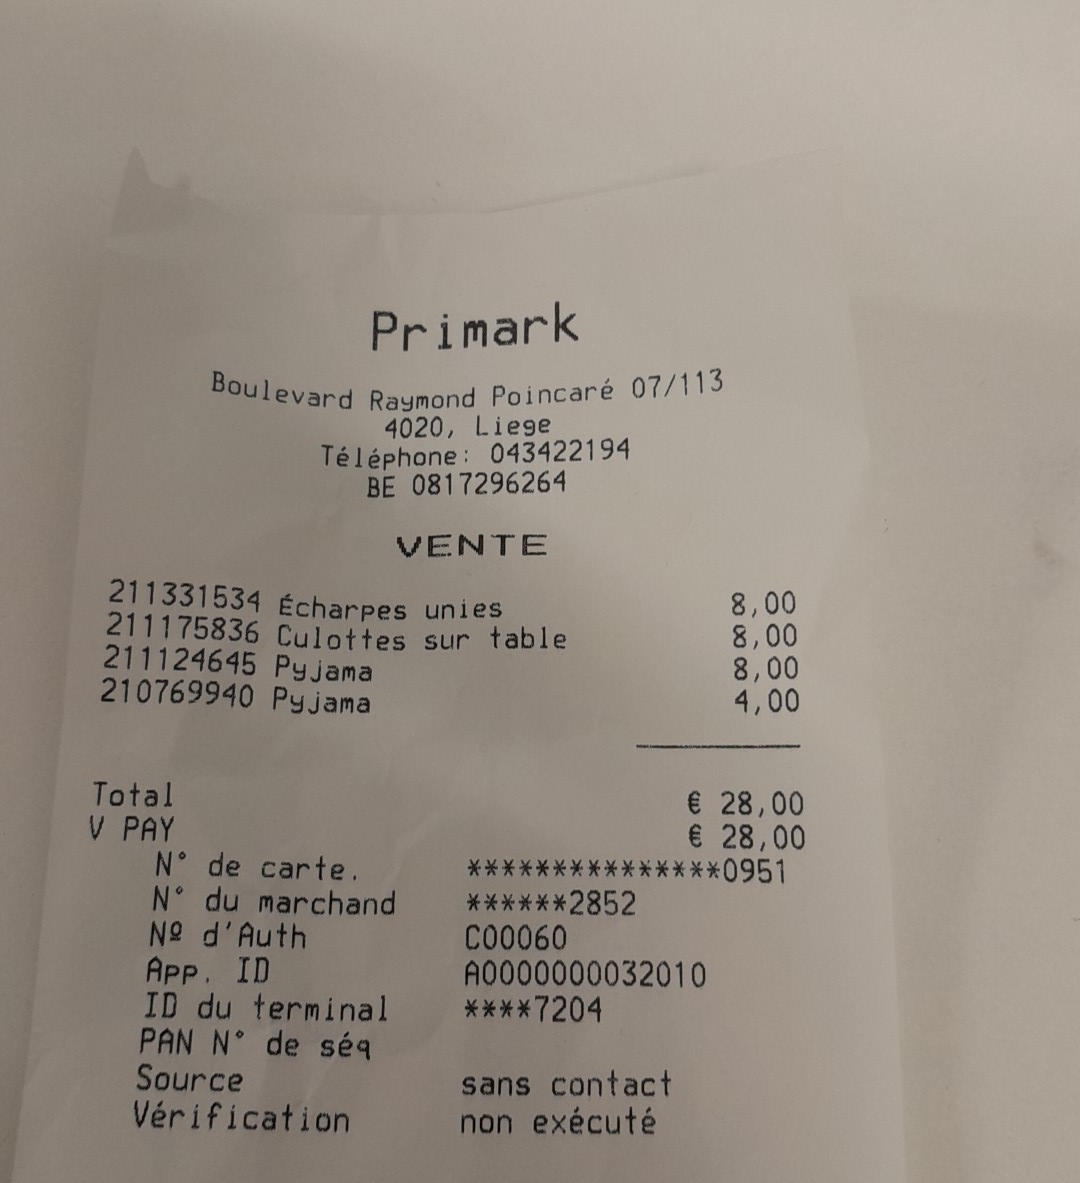 Primark
Boulevard Raymond Poincaré 07/113
4020, Liege
Téléphone: 043422194
BE 0817296264
VENTE
211331534 Écharpes unies 8,00
211175836 Culottes sur table 8,00
211124645 Pyjama 8,00
210769940 Pyjama 4,00
Total € 28,00
V PAY € 28,00
N° de carte. ***************0951
N° du marchand ******2852
Nº d'Auth C00060
App. ID A0000000032010
ID du terminal ****7204
PAN N° de séq
Source sans contact
Vérification non exécuté